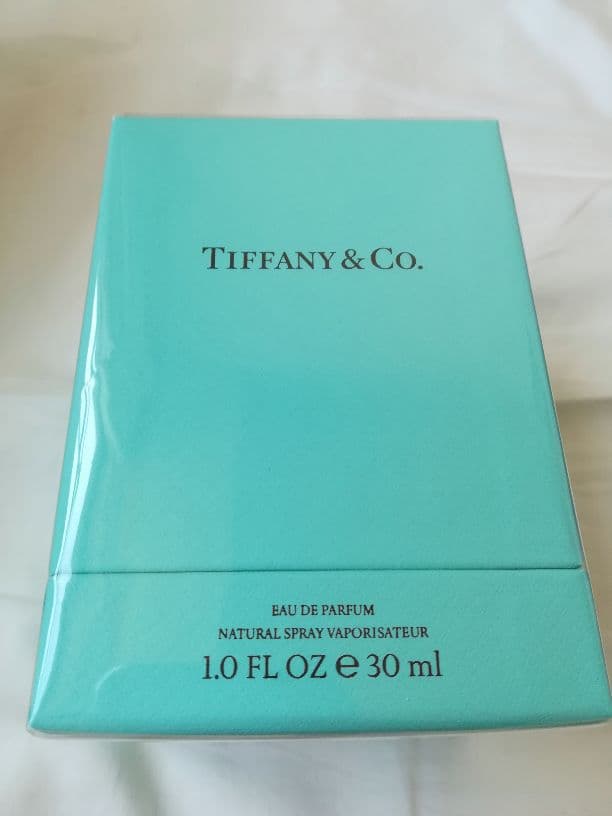 TIFFANY & CO.
EAU DE PARFUM
NATURAL SPRAY VAPORISATEUR
1.0 FL OZ e 30 ml